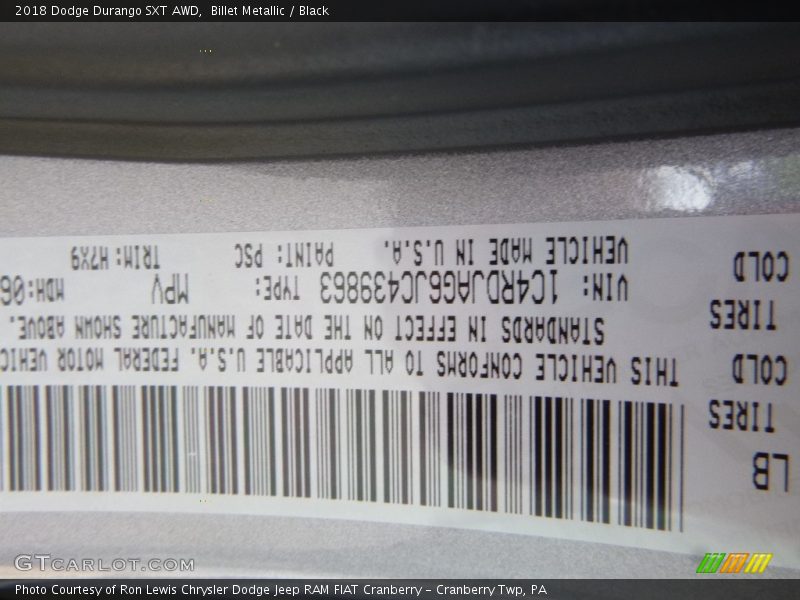 2018 Dodge Durango SXT AWD,  Billet Metallic / Black
LB
TIRES
COLD
TIRES
COLD
THIS VEHICLE CONFORMS TO ALL APPLICABLE U.S.A. FEDERAL MOTOR VEHIC
STANDARDS IN EFFECT ON THE DATE OF MANUFACTURE SHOWN ABOVE.
VIN: 1C4RDJAG6JC439863 TYPE: MPV MDH: 06
VEHICLE MADE IN U.S.A. PAINT: PSC TRIM: H7X9
GTCARLOT.COM
Photo Courtesy of Ron Lewis Chrysler Dodge Jeep RAM FIAT Cranberry - Cranberry Twp, PA